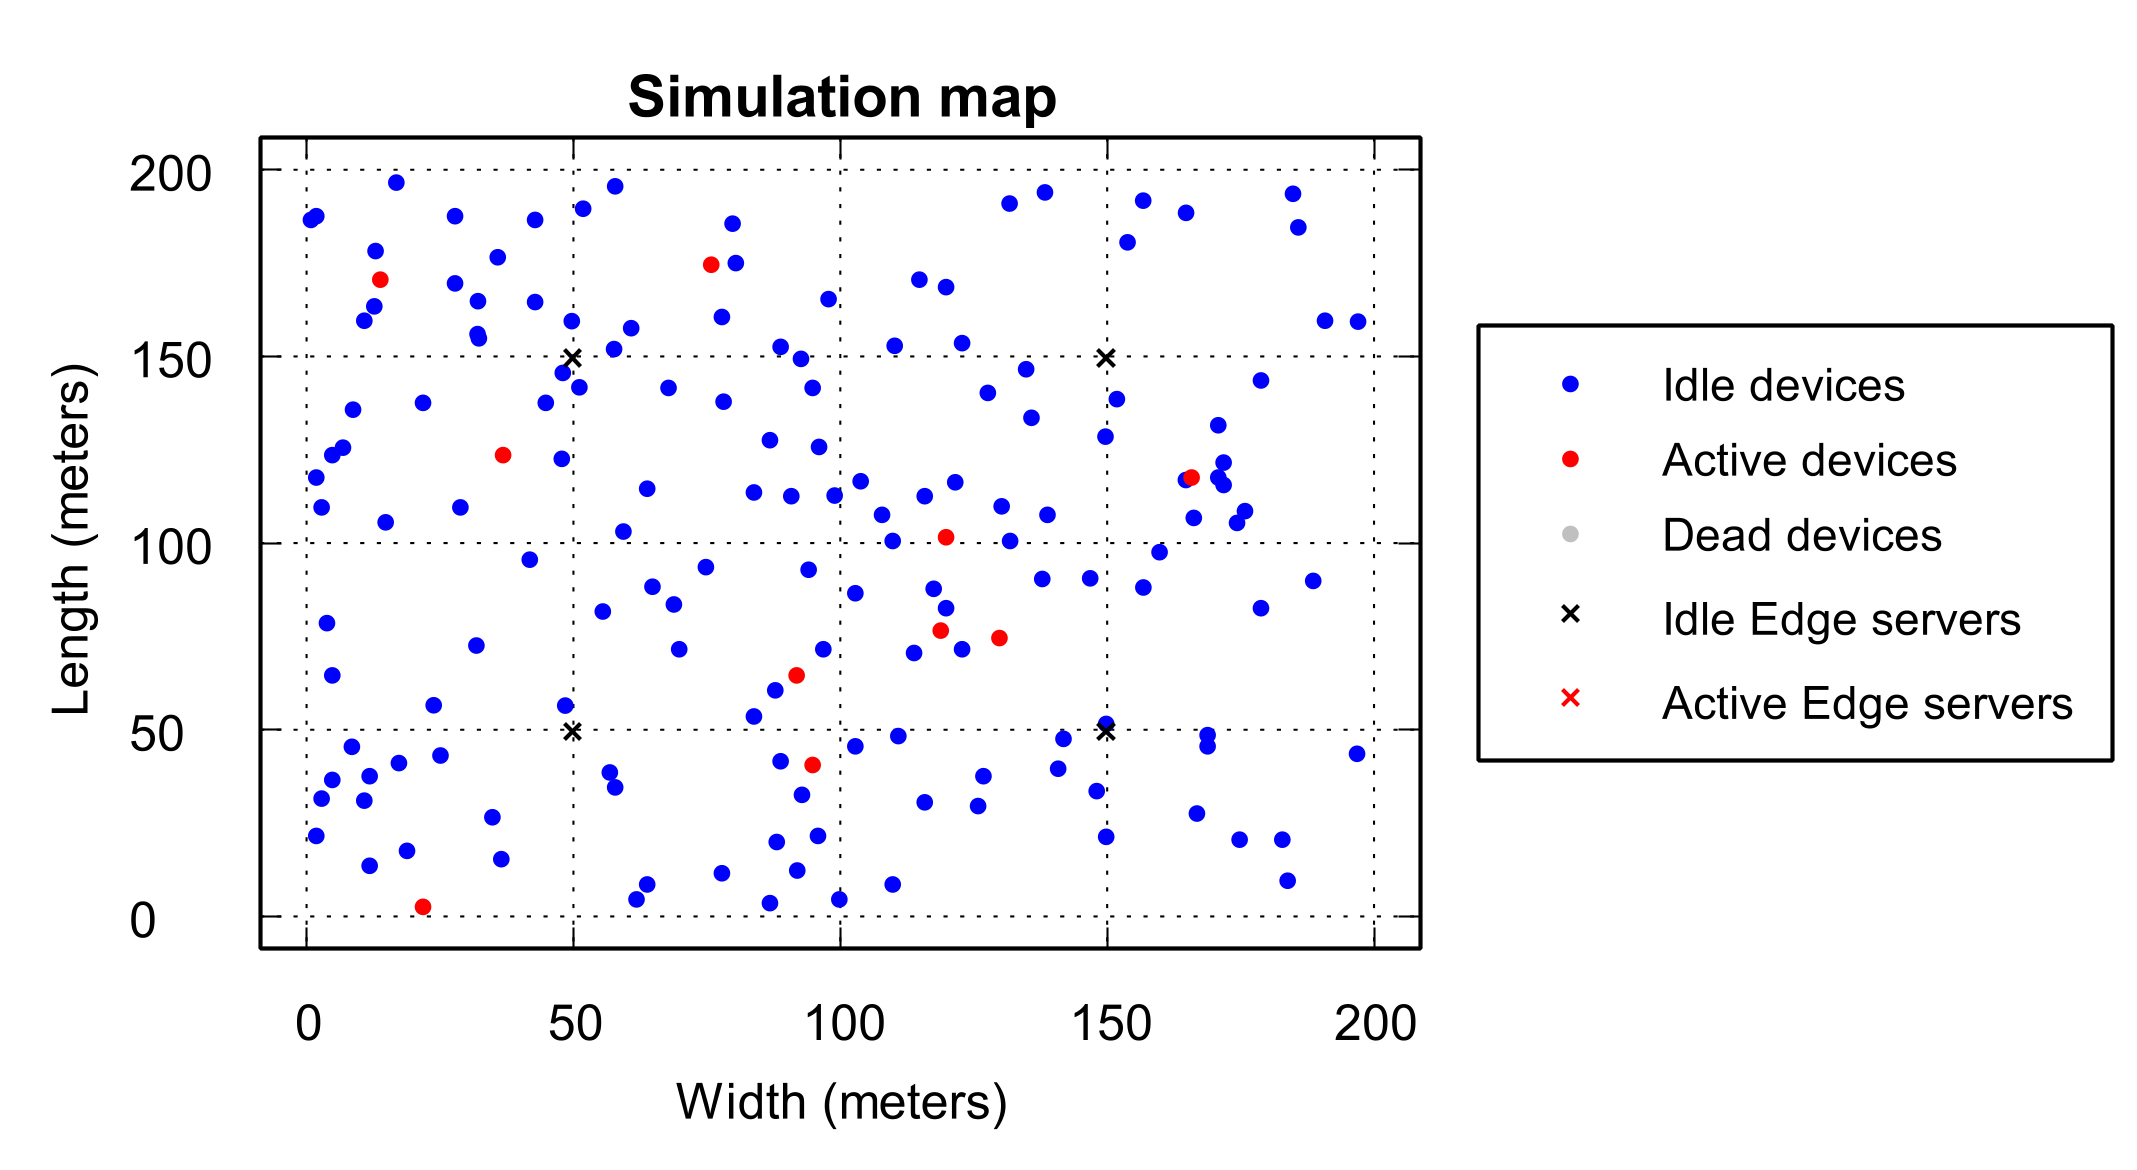 Simulation map
200
150
100
50
0
Length (meters)
0 50 100 150 200
Width (meters)
Idle devices
Active devices
Dead devices
Idle Edge servers
Active Edge servers